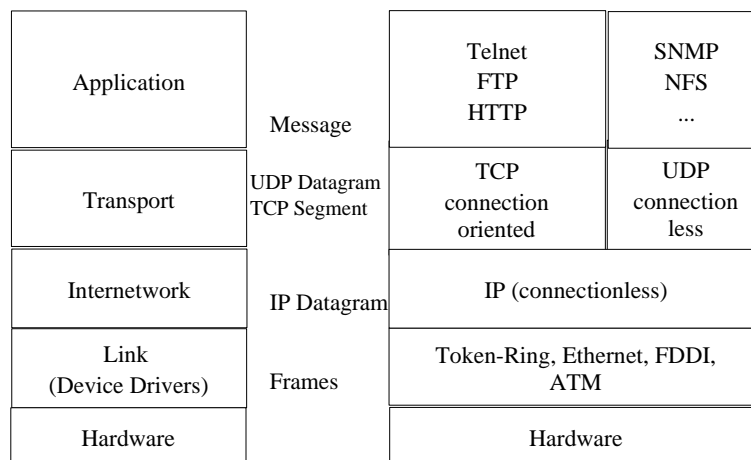 Application
Message
Telnet
FTP
HTTP
SNMP
NFS
...
Transport
UDP Datagram
TCP Segment
TCP
connection
oriented
UDP
connection
less
Internetwork
IP Datagram
IP (connectionless)
Link
(Device Drivers)
Frames
Token-Ring, Ethernet, FDDI,
ATM
Hardware
Hardware